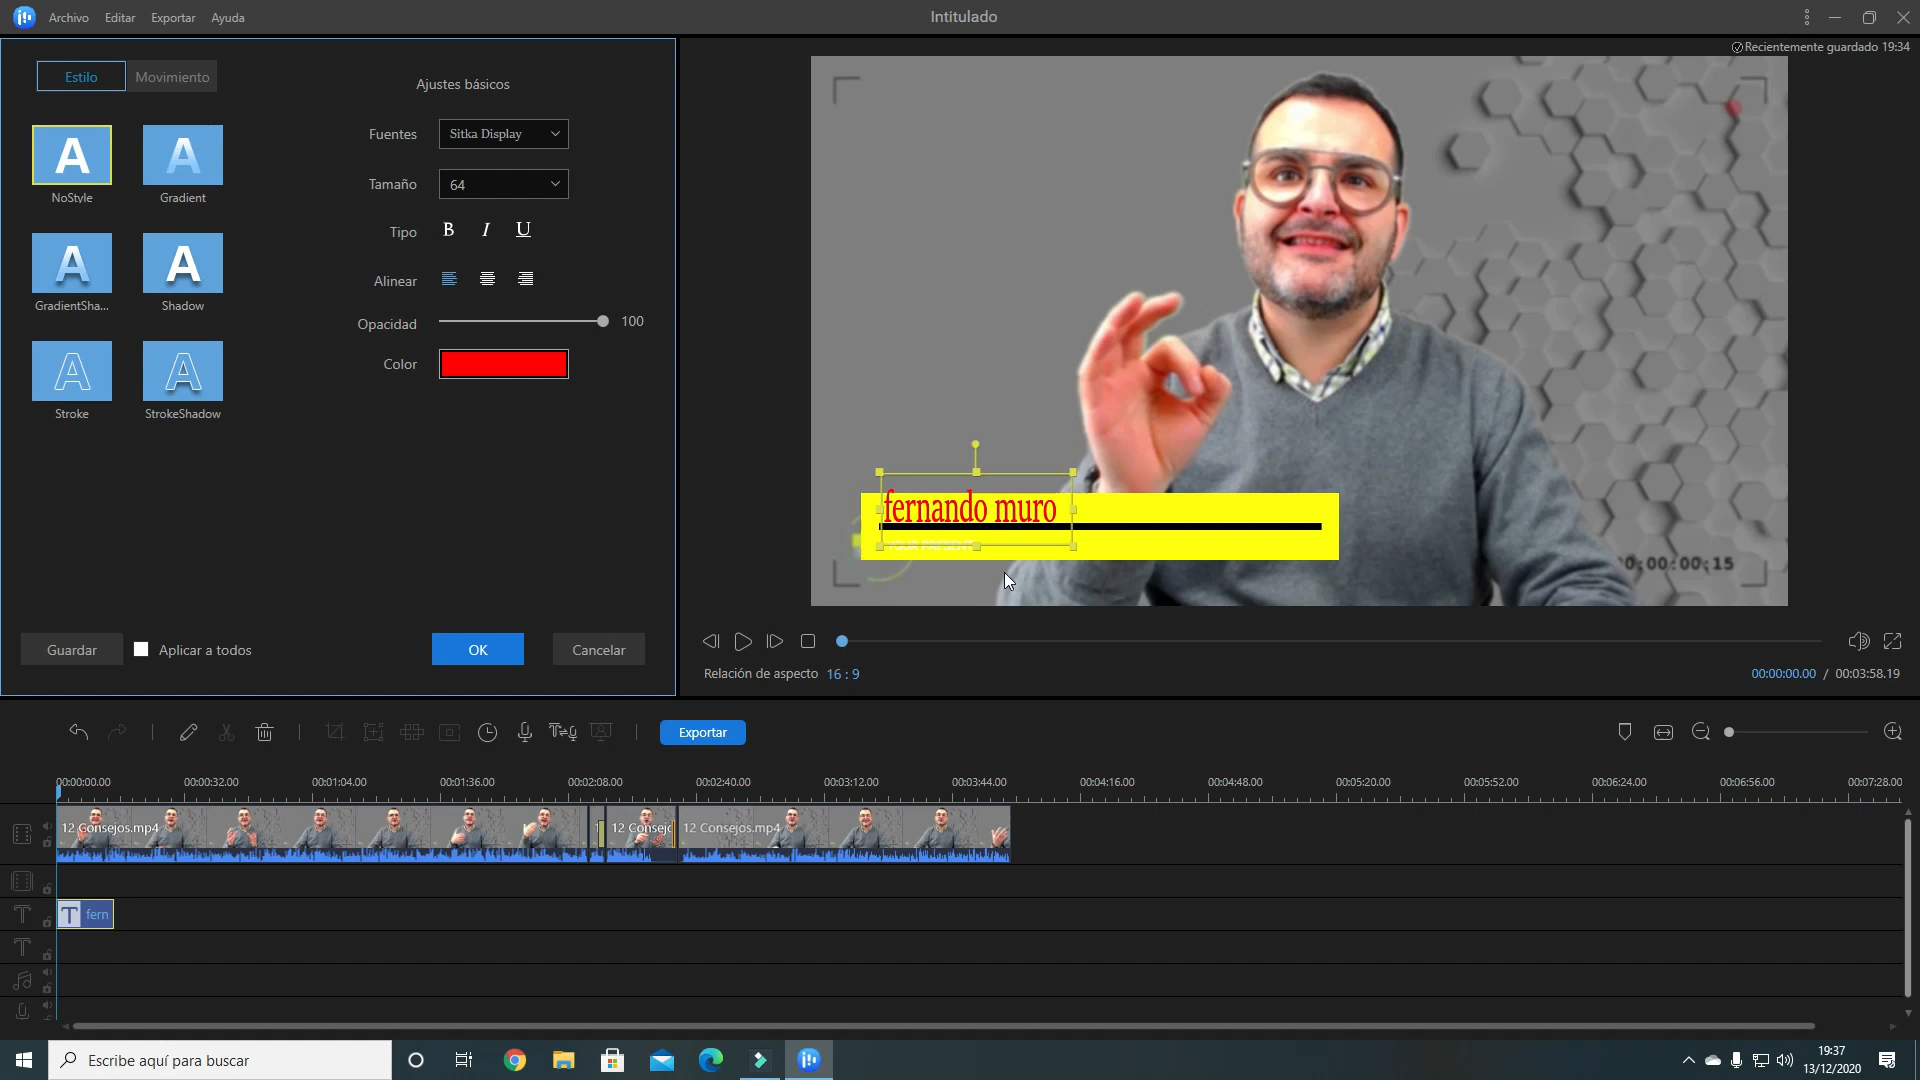 Archivo Editar Exportar Ayuda
Intitulado
Recientemente guardado 19:34
Estilo Movimiento
Ajustes básicos
Fuentes Sitka Display
Tamaño 64
Tipo B I U
Alinear
Opacidad 100
Color
A A
NoStyle Gradient
A A
GradientSha... Shadow
A A
Stroke StrokeShadow
Guardar Aplicar a todos OK Cancelar
fernando muro
YOUR PRESENT
0:00:00:15
Relación de aspecto 16 : 9
00:00:00.00 / 00:03:58.19
Exportar
00:00:00.00 00:00:32.00 00:01:04.00 00:01:36.00 00:02:08.00 00:02:40.00 00:03:12.00 00:03:44.00 00:04:16.00 00:04:48.00 00:05:20.00 00:05:52.00 00:06:24.00 00:06:56.00 00:07:28.00
12 Consejos.mp4 1 12 Consejo 12 Consejos.mp4
T fern
Escribe aquí para buscar
19:37
13/12/2020